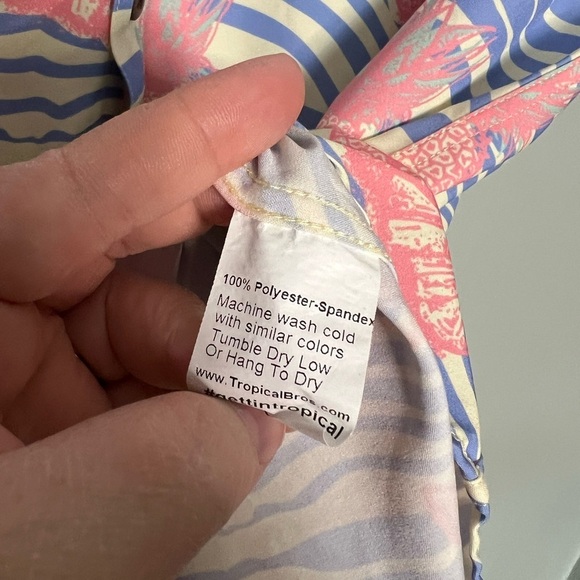 100% Polyester-Spandex
Machine wash cold
with similar colors
Tumble Dry Low
Or Hang To Dry
www.TropicalBros.com
#gettintropical